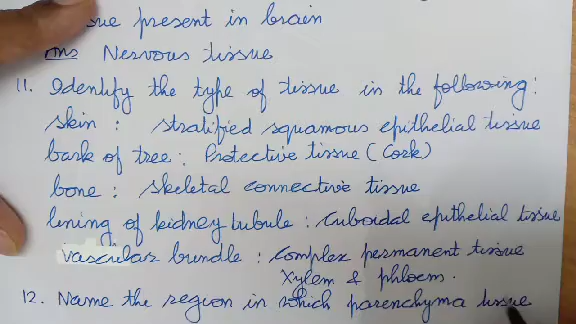 present in brain
Ans Nervous tissue
11. Identify the type of tissue in the following:
skin : stratified squamous epithelial tissue
bark of tree : Protective tissue (Cork)
bone : skeletal connective tissue
lining of kidney tubule : Cuboidal epithelial tissue
vascular bundle : complex permanent tissue
Xylem & phloem.
12. Name the region in which parenchyma tissue